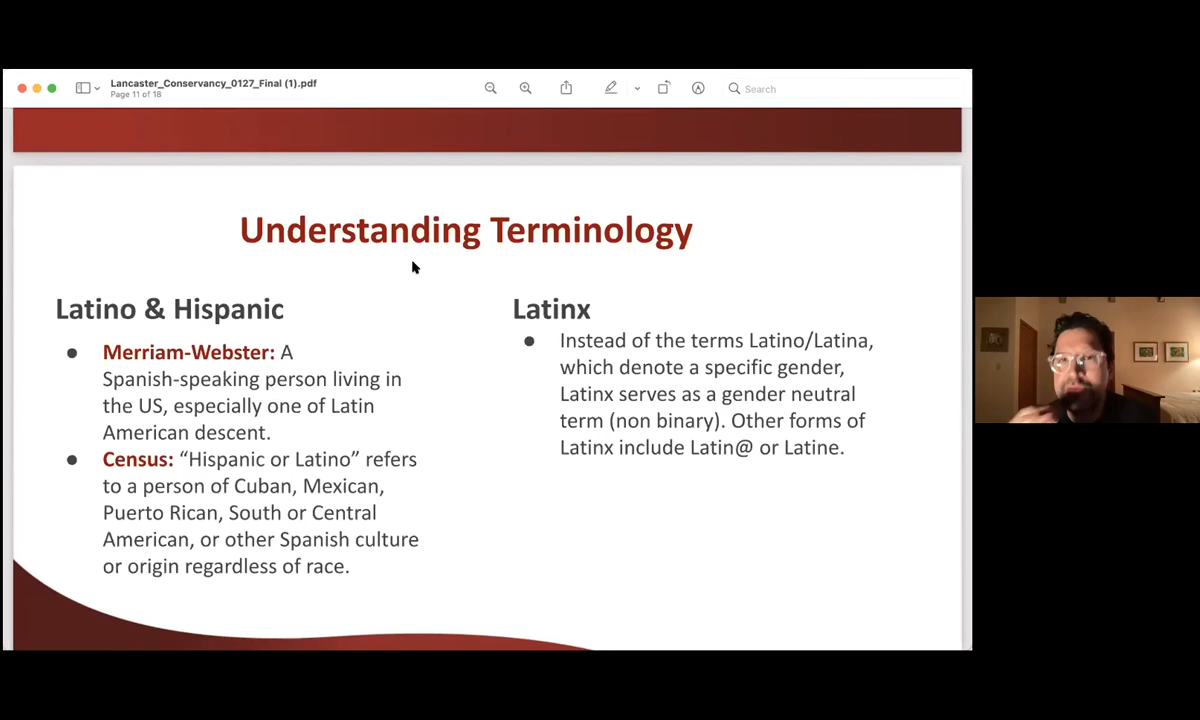 Lancaster_Conservancy_0127_Final (1).pdf
Page 11 of 18
Search
Understanding Terminology
Latino & Hispanic
● Merriam-Webster: A
Spanish-speaking person living in
the US, especially one of Latin
American descent.
● Census: “Hispanic or Latino” refers
to a person of Cuban, Mexican,
Puerto Rican, South or Central
American, or other Spanish culture
or origin regardless of race.
Latinx
● Instead of the terms Latino/Latina,
which denote a specific gender,
Latinx serves as a gender neutral
term (non binary). Other forms of
Latinx include Latin@ or Latine.